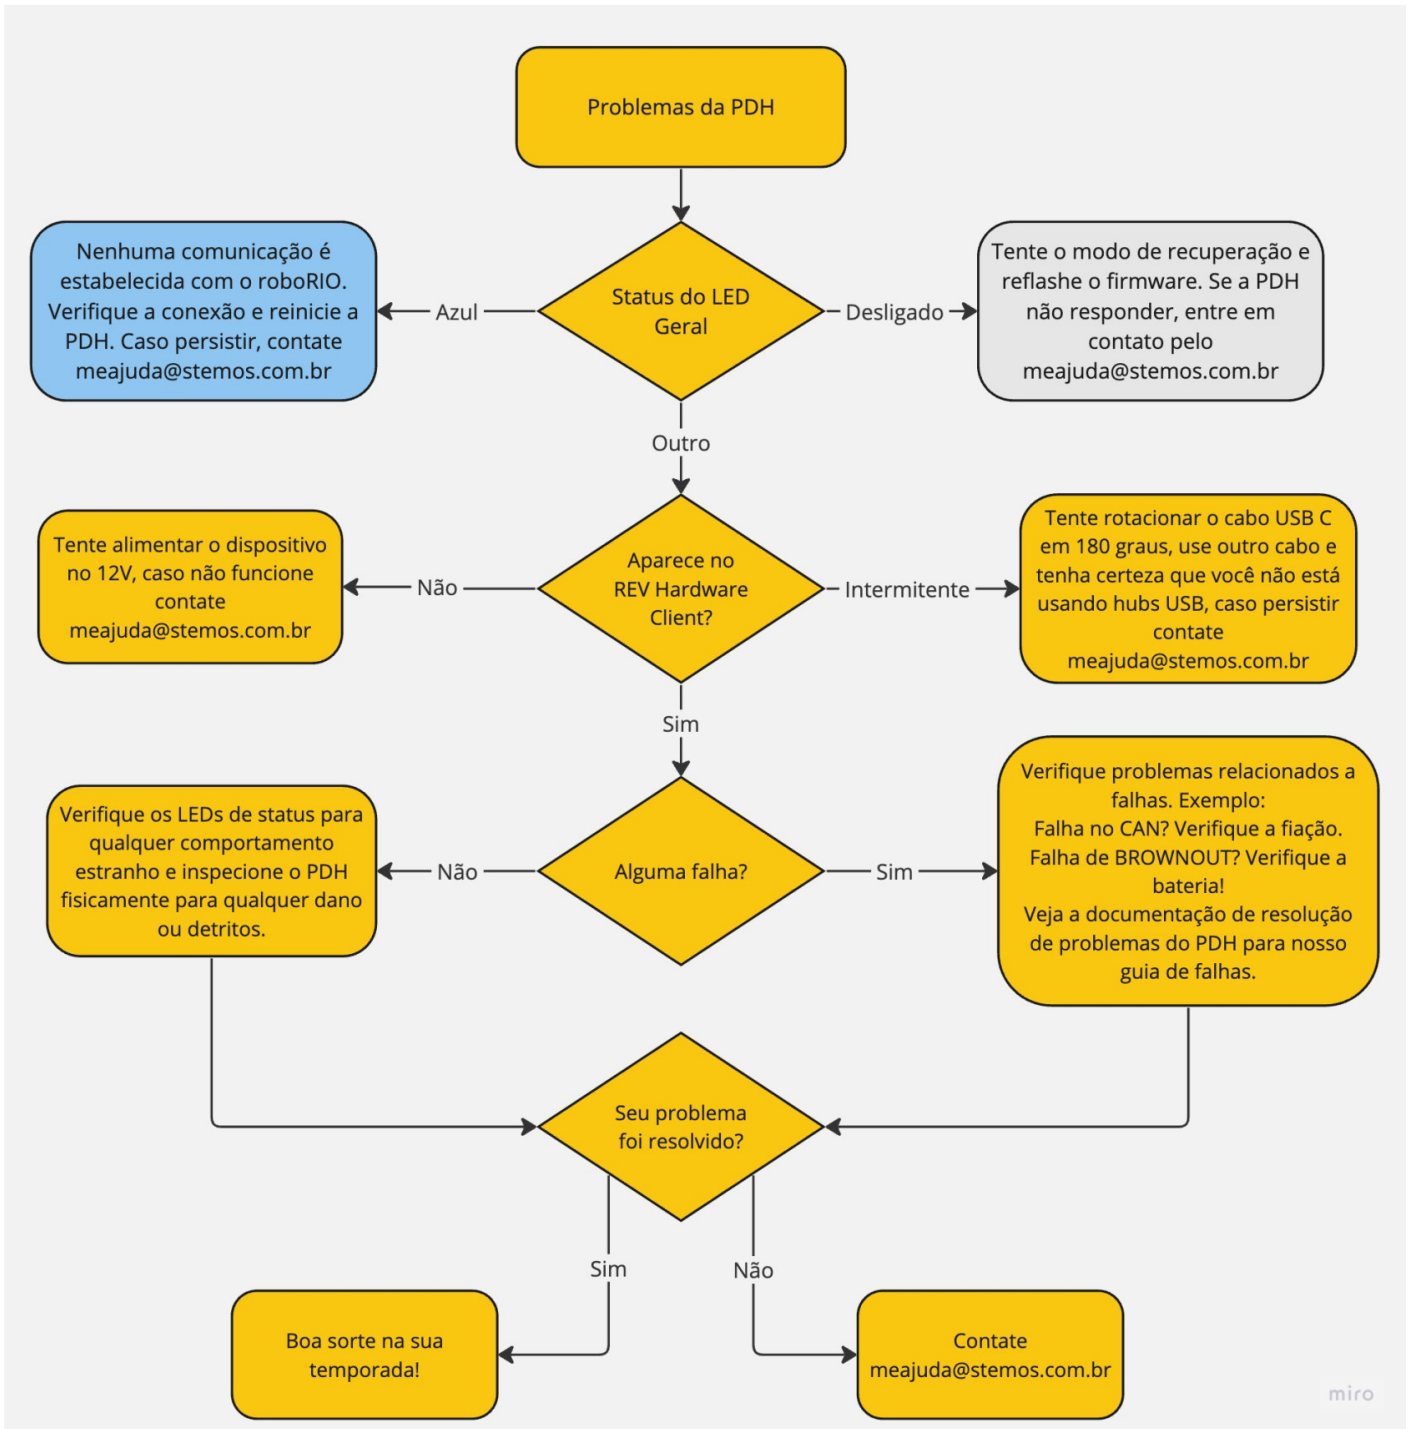 Problemas da PDH
Nenhuma comunicação é
estabelecida com o roboRIO.
Verifique a conexão e reinicie a
PDH. Caso persistir, contate
meajuda@stemos.com.br
Azul
Status do LED
Geral
Desligado
Tente o modo de recuperação e
reflashe o firmware. Se a PDH
não responder, entre em
contato pelo
meajuda@stemos.com.br
Outro
Tente alimentar o dispositivo
no 12V, caso não funcione
contate
meajuda@stemos.com.br
Não
Aparece no
REV Hardware
Client?
Intermitente
Tente rotacionar o cabo USB C
em 180 graus, use outro cabo e
tenha certeza que você não está
usando hubs USB, caso persistir
contate
meajuda@stemos.com.br
Sim
Verifique os LEDs de status para
qualquer comportamento
estranho e inspecione o PDH
fisicamente para qualquer dano
ou detritos.
Não
Alguma falha?
Sim
Verifique problemas relacionados a
falhas. Exemplo:
Falha no CAN? Verifique a fiação.
Falha de BROWNOUT? Verifique a
bateria!
Veja a documentação de resolução
de problemas do PDH para nosso
guia de falhas.
Seu problema
foi resolvido?
Sim
Não
Boa sorte na sua
temporada!
Contate
meajuda@stemos.com.br
miro